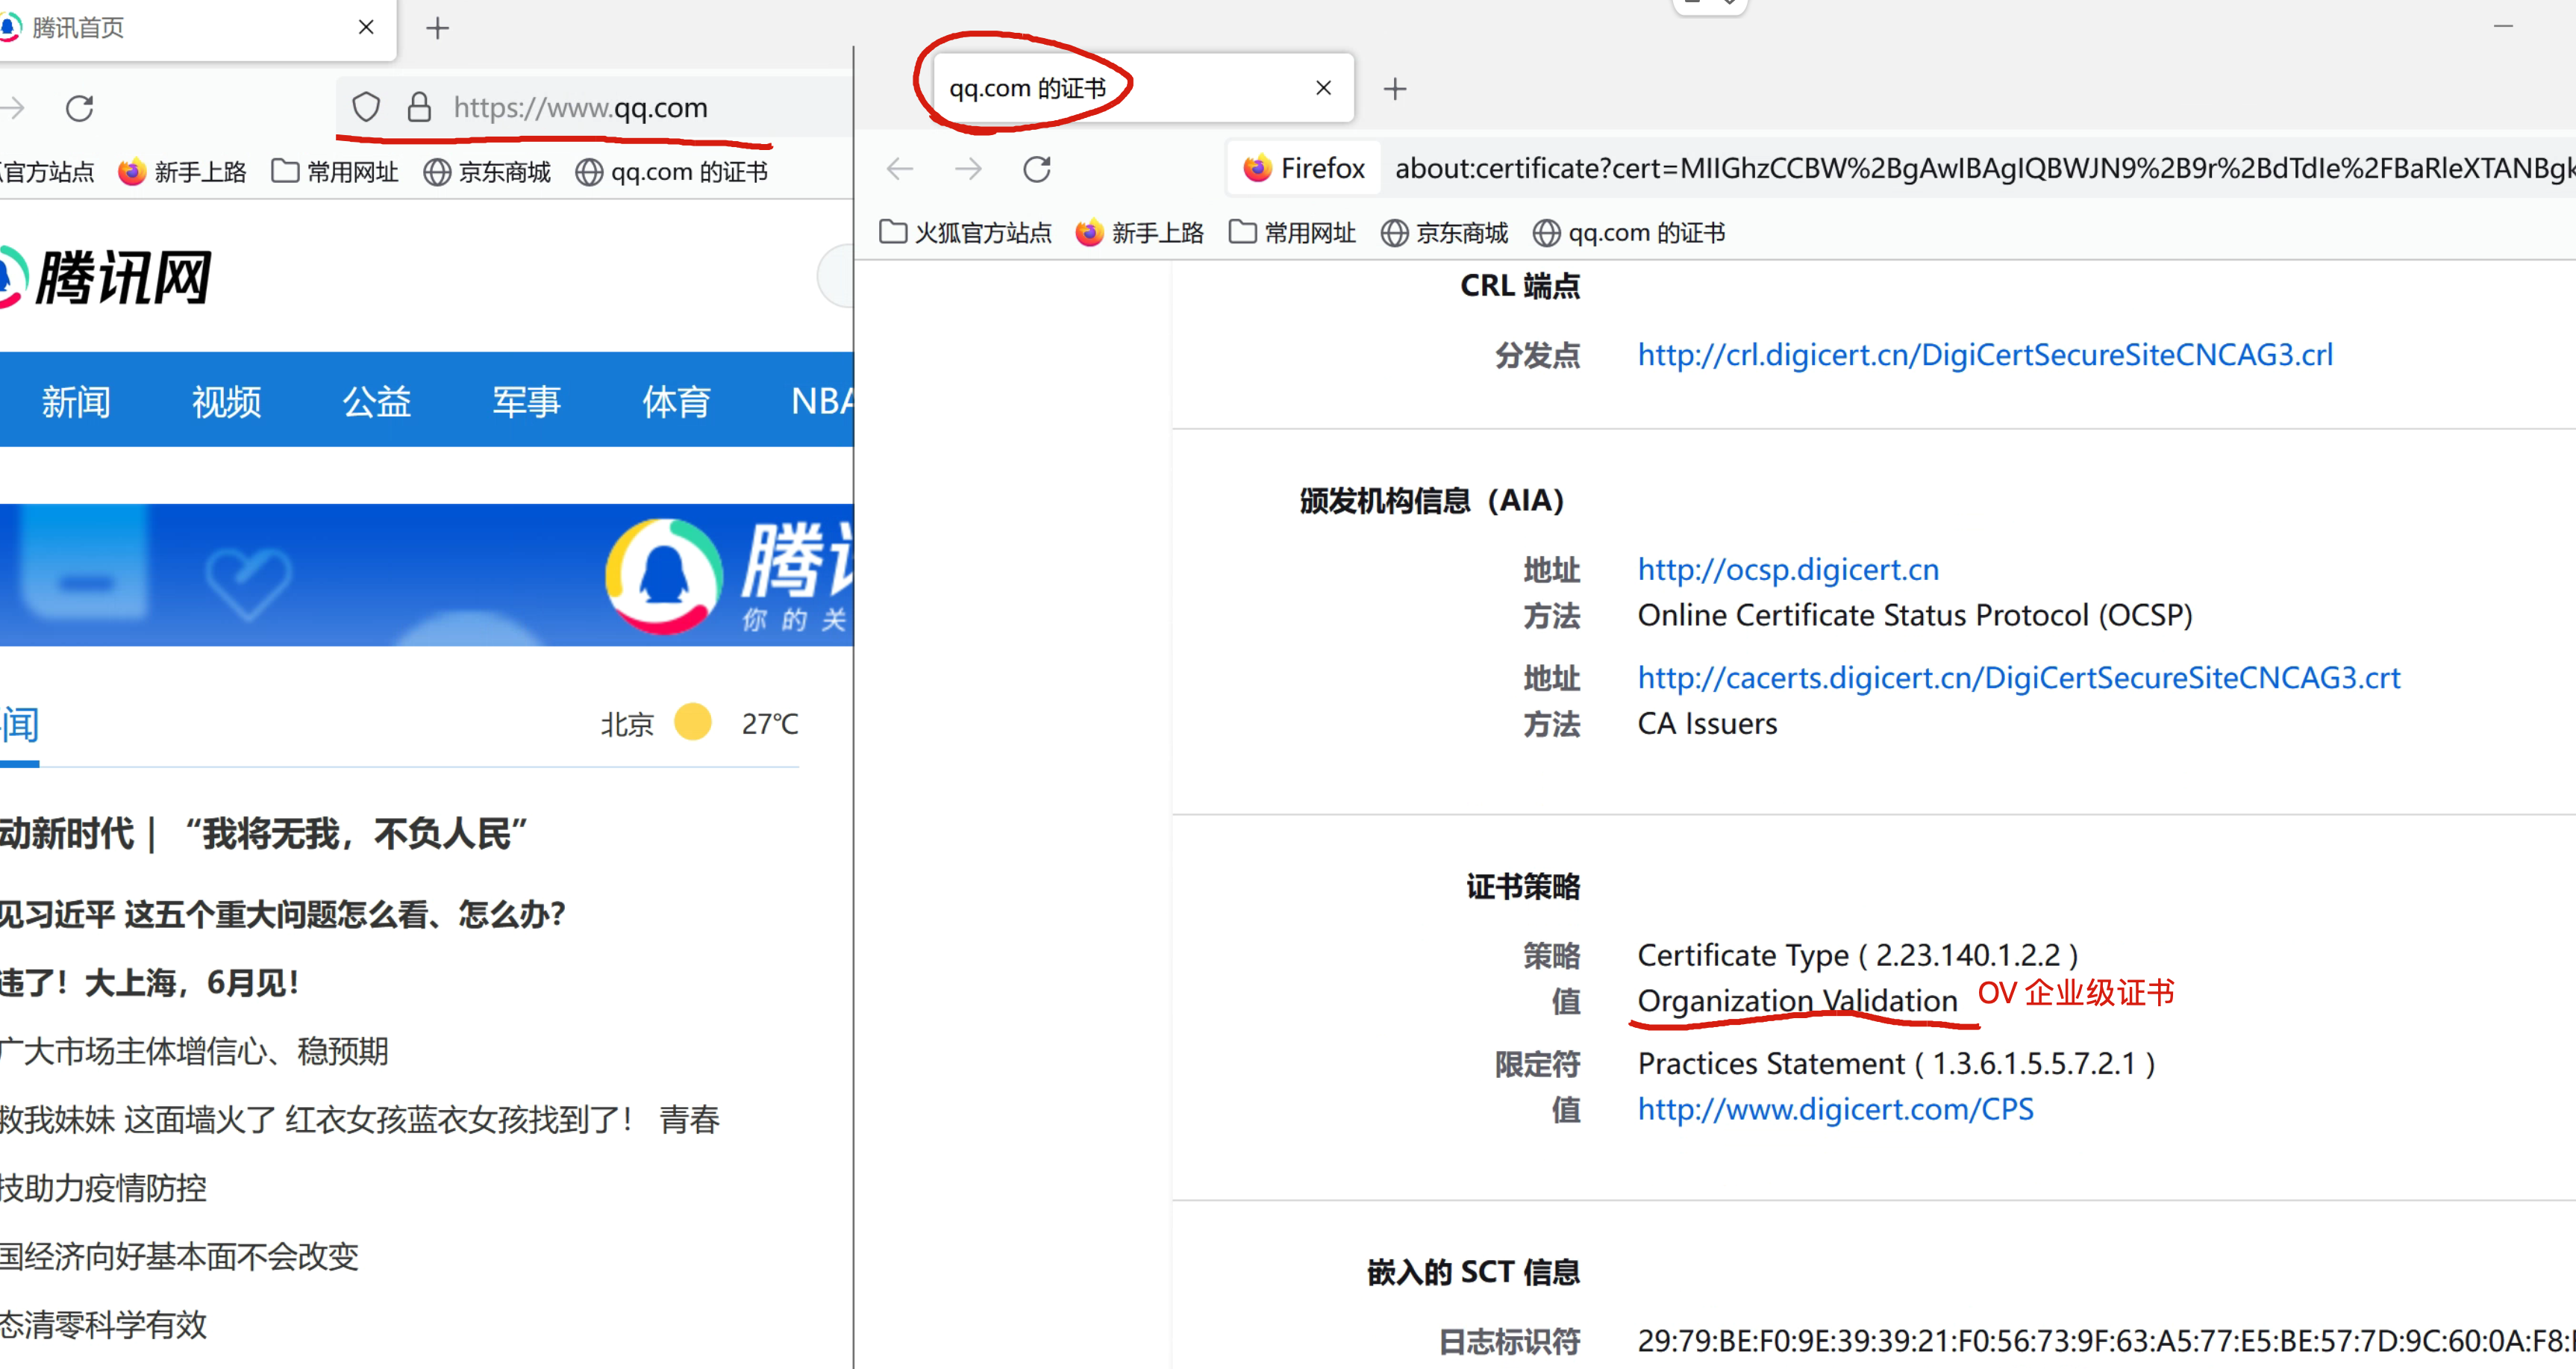 腾讯首页
https://www.qq.com
官方站点 新手上路 常用网址 京东商城 qq.com 的证书
腾讯网
新闻 视频 公益 军事 体育 NBA
腾讯
你的关
闻
北京 27℃
动新时代｜“我将无我，不负人民”
见习近平 这五个重大问题怎么看、怎么办？
违了！大上海，6月见！
广大市场主体增信心、稳预期
救我妹妹 这面墙火了 红衣女孩蓝衣女孩找到了！ 青春
技助力疫情防控
国经济向好基本面不会改变
态清零科学有效
qq.com 的证书
Firefox about:certificate?cert=MIIGhzCCBW%2BgAwIBAgIQBWJN9%2B9r%2BdTdIe%2FBaRleXTANBgk
火狐官方站点 新手上路 常用网址 京东商城 qq.com 的证书
CRL 端点
分发点 http://crl.digicert.cn/DigiCertSecureSiteCNCAG3.crl
颁发机构信息（AIA）
地址 http://ocsp.digicert.cn
方法 Online Certificate Status Protocol (OCSP)
地址 http://cacerts.digicert.cn/DigiCertSecureSiteCNCAG3.crt
方法 CA Issuers
证书策略
策略 Certificate Type ( 2.23.140.1.2.2 )
值 Organization Validation OV 企业级证书
限定符 Practices Statement ( 1.3.6.1.5.5.7.2.1 )
值 http://www.digicert.com/CPS
嵌入的 SCT 信息
日志标识符 29:79:BE:F0:9E:39:39:21:F0:56:73:9F:63:A5:77:E5:BE:57:7D:9C:60:0A:F8: